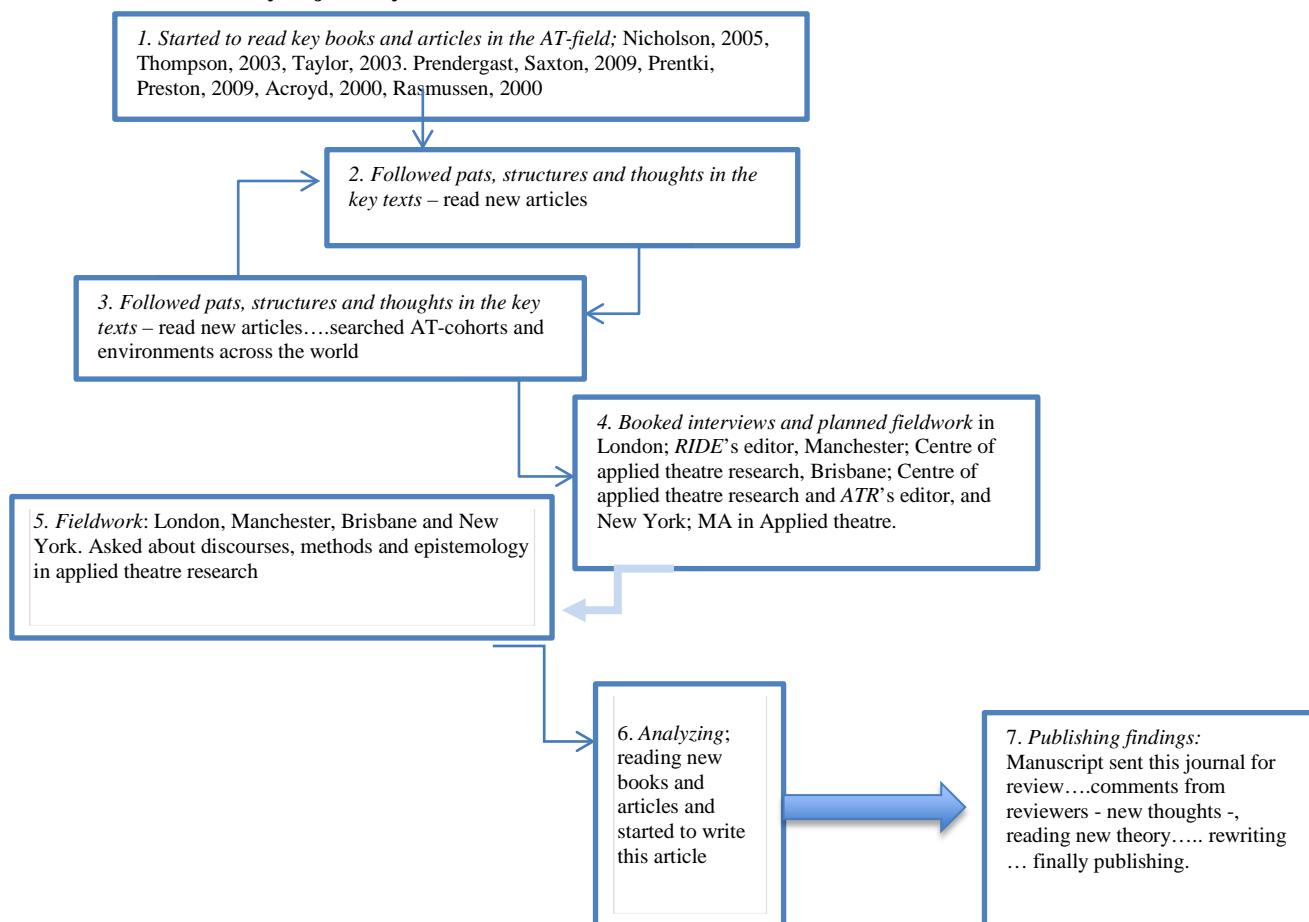 1. Started to read key books and articles in the AT-field; Nicholson, 2005,
Thompson, 2003, Taylor, 2003. Prendergast, Saxton, 2009, Prentki,
Preston, 2009, Acroyd, 2000, Rasmussen, 2000
2. Followed pats, structures and thoughts in the
key texts – read new articles
3. Followed pats, structures and thoughts in the key
texts – read new articles….searched AT-cohorts and
environments across the world
4. Booked interviews and planned fieldwork in
London; RIDE’s editor, Manchester; Centre of
applied theatre research, Brisbane; Centre of
applied theatre research and ATR’s editor, and
New York; MA in Applied theatre.
5. Fieldwork: London, Manchester, Brisbane and New
York. Asked about discourses, methods and epistemology
in applied theatre research
6. Analyzing;
reading new
books and
articles and
started to write
this article
7. Publishing findings:
Manuscript sent this journal for
review….comments from
reviewers - new thoughts -,
reading new theory….. rewriting
… finally publishing.